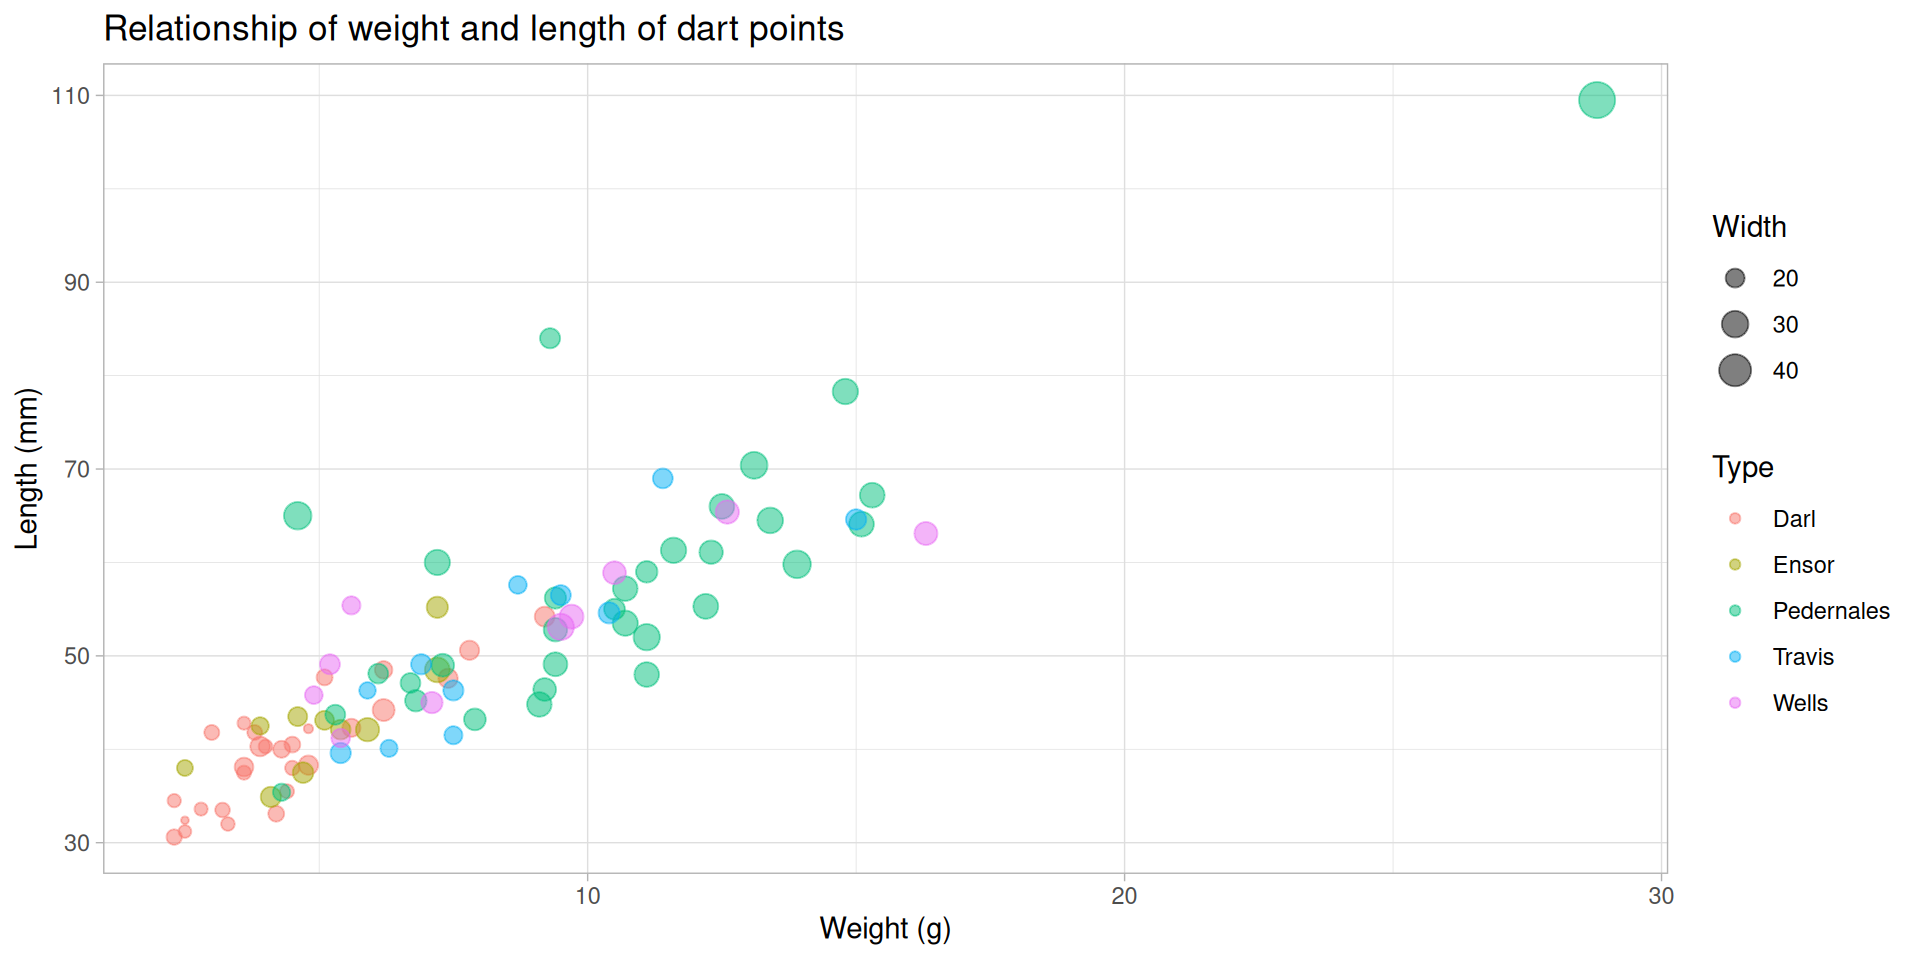 Relationship of weight and length of dart points
110
90
70
50
30
Length (mm)
10
20
30
Weight (g)
Width
20
30
40
Type
Darl
Ensor
Pedernales
Travis
Wells